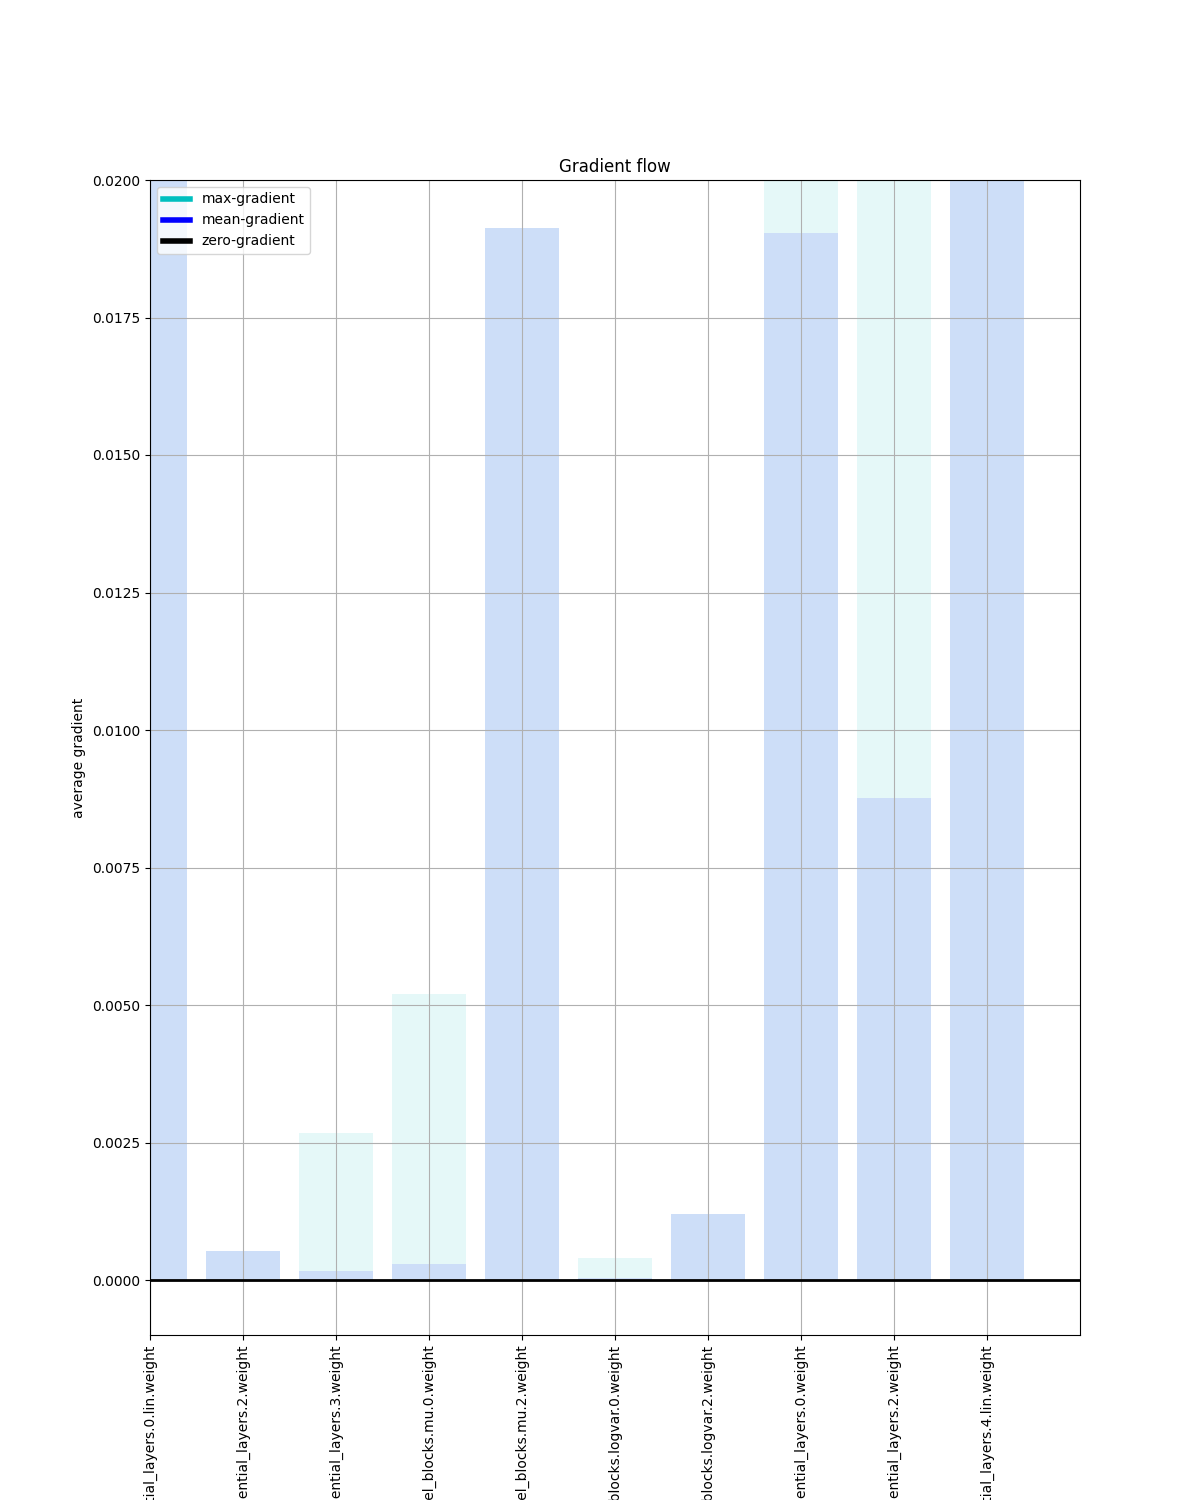 Gradient flow
max-gradient
mean-gradient
zero-gradient
0.0200
0.0175
0.0150
0.0125
0.0100
0.0075
0.0050
0.0025
0.0000
average gradient
tial_layers.0.lin.weight
ential_layers.2.weight
ential_layers.3.weight
el_blocks.mu.0.weight
el_blocks.mu.2.weight
blocks.logvar.0.weight
blocks.logvar.2.weight
ential_layers.0.weight
ential_layers.2.weight
tial_layers.4.lin.weight